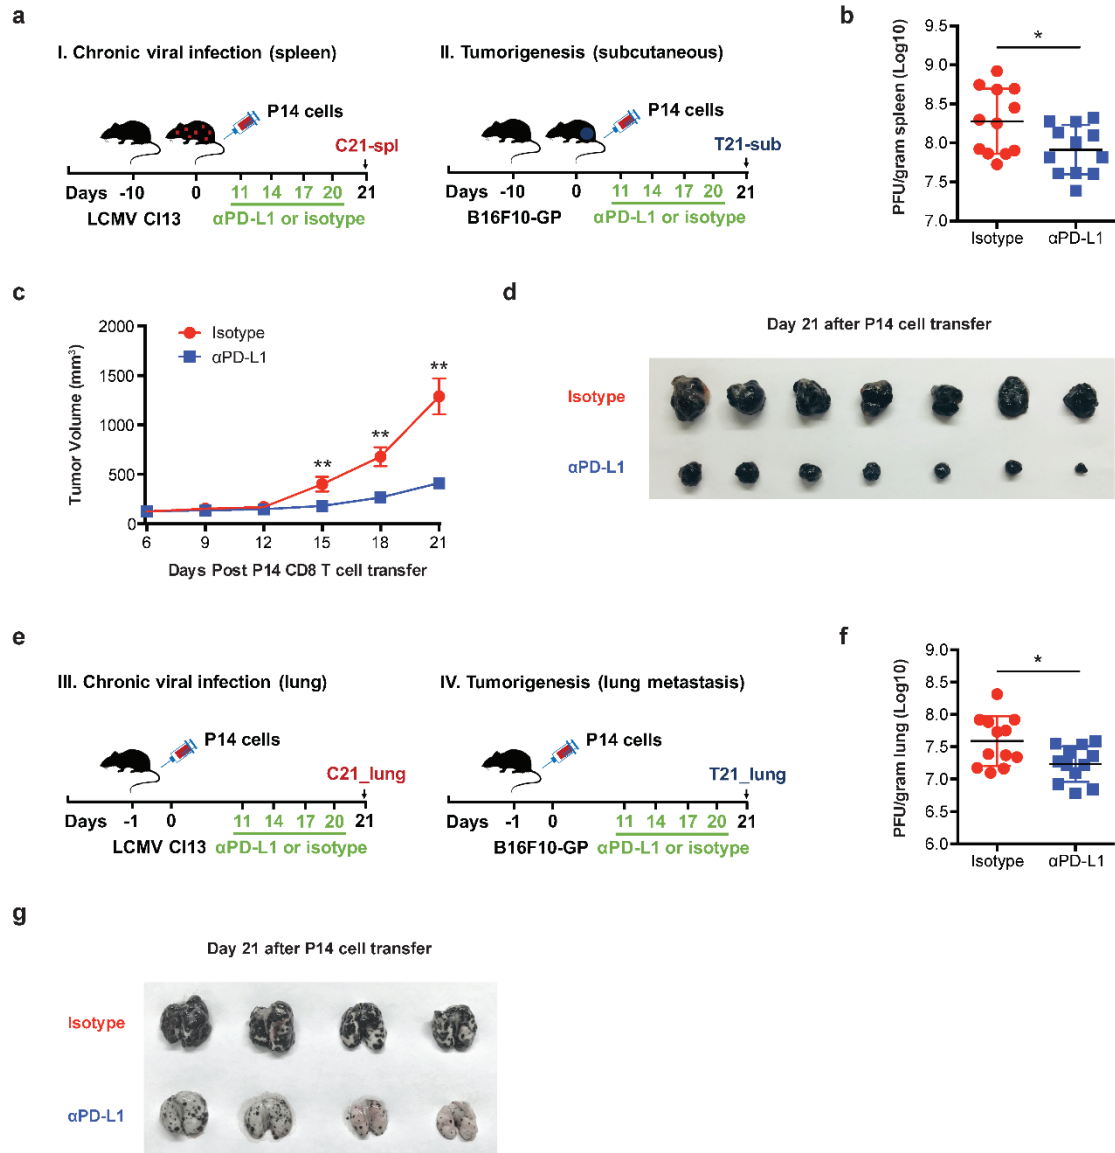 a
I. Chronic viral infection (spleen)
P14 cells
C21-spl
Days -10 0 11 14 17 20 21
LCMV Cl13 αPD-L1 or isotype
II. Tumorigenesis (subcutaneous)
P14 cells
T21-sub
Days -10 0 11 14 17 20 21
B16F10-GP αPD-L1 or isotype
b
PFU/gram spleen (Log10)
9.5
9.0
8.5
8.0
7.5
7.0
*
Isotype αPD-L1
c
Tumor Volume (mm³)
2000
1500
1000
500
0
Isotype
αPD-L1
** ** **
6 9 12 15 18 21
Days Post P14 CD8 T cell transfer
d
Day 21 after P14 cell transfer
Isotype
αPD-L1
e
III. Chronic viral infection (lung)
P14 cells
C21_lung
Days -1 0 11 14 17 20 21
LCMV Cl13 αPD-L1 or isotype
IV. Tumorigenesis (lung metastasis)
P14 cells
T21_lung
Days -1 0 11 14 17 20 21
B16F10-GP αPD-L1 or isotype
f
PFU/gram lung (Log10)
9.0
8.5
8.0
7.5
7.0
6.5
6.0
*
Isotype αPD-L1
g
Day 21 after P14 cell transfer
Isotype
αPD-L1